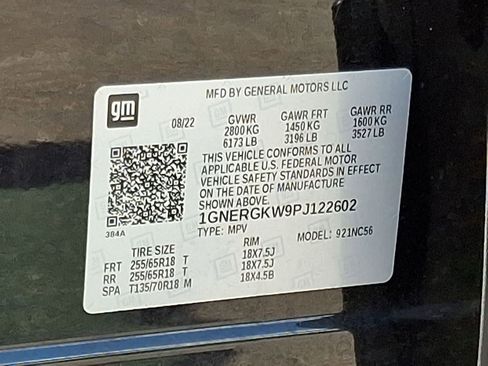 MFD BY GENERAL MOTORS LLC
gm
08/22 GVWR GAWR FRT GAWR RR
2800 KG 1450 KG 1600 KG
6173 LB 3196 LB 3527 LB
THIS VEHICLE CONFORMS TO ALL
APPLICABLE U.S. FEDERAL MOTOR
VEHICLE SAFETY STANDARDS IN EFFECT
ON THE DATE OF MANUFACTURE
SHOWN ABOVE.
1GNERGKW9PJ122602
384A
TYPE: MPV MODEL: 921NC56
TIRE SIZE RIM
FRT 255/65R18 T 18X7.5J
RR 255/65R18 T 18X7.5J
SPA T135/70R18 M 18X4.5B